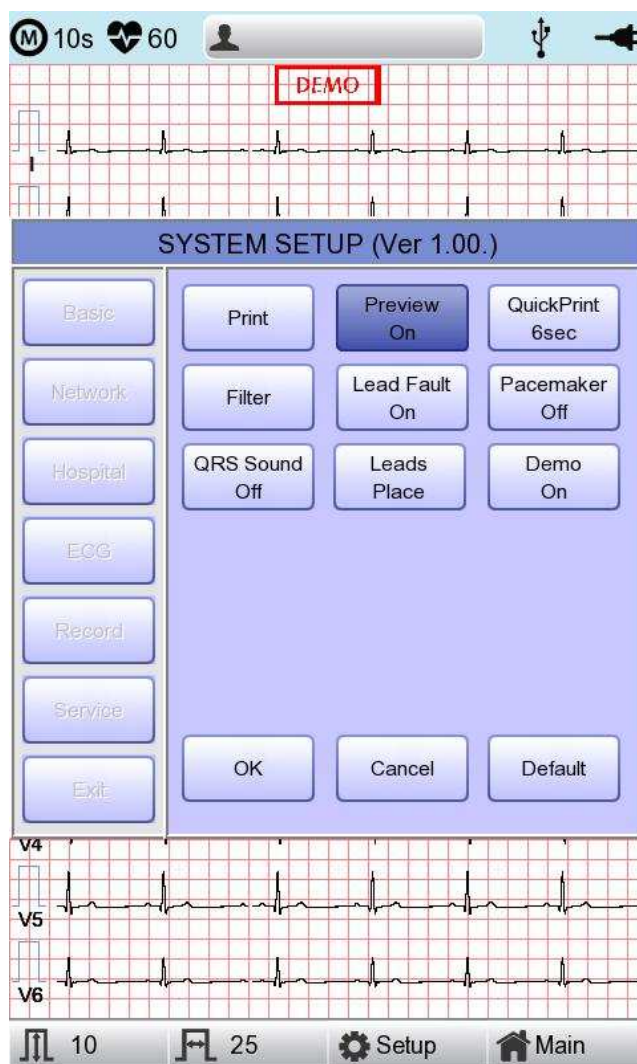 M 10s 60
DEMO
I
SYSTEM SETUP (Ver 1.00.)
Basic
Network
Hospital
ECG
Record
Service
Exit
Print
Preview
On
QuickPrint
6sec
Filter
Lead Fault
On
Pacemaker
Off
QRS Sound
Off
Leads
Place
Demo
On
OK
Cancel
Default
V4
V5
V6
10
25
Setup
Main